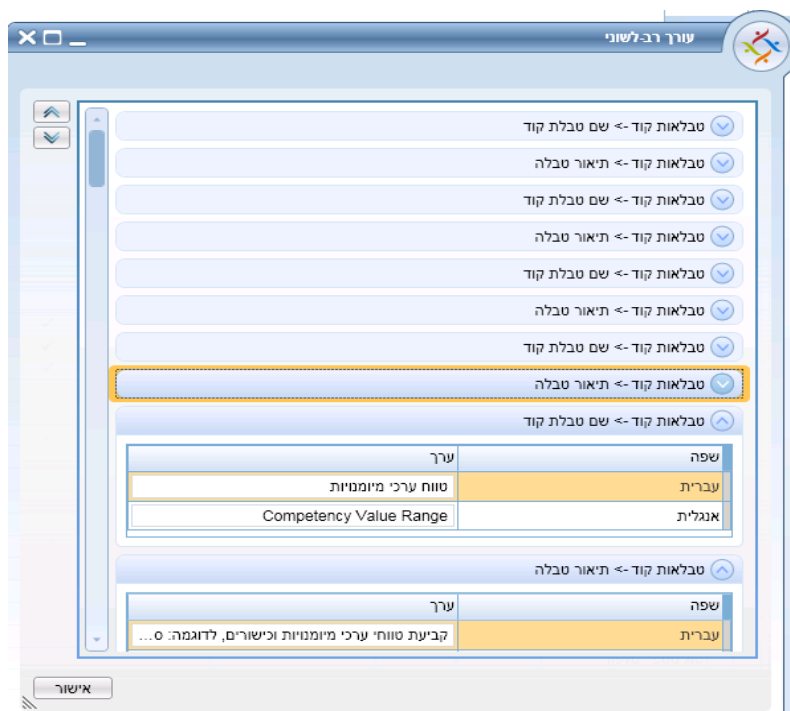 עורך רב-לשוני
טבלאות קוד -> שם טבלת קוד
טבלאות קוד -> תיאור טבלה
טבלאות קוד -> שם טבלת קוד
טבלאות קוד -> תיאור טבלה
טבלאות קוד -> שם טבלת קוד
טבלאות קוד -> תיאור טבלה
טבלאות קוד -> שם טבלת קוד
טבלאות קוד -> תיאור טבלה
טבלאות קוד -> שם טבלת קוד
שפה ערך
עברית טווח ערכי מיומנויות
אנגלית Competency Value Range
טבלאות קוד -> תיאור טבלה
שפה ערך
עברית קביעת טווחי ערכי מיומנויות וכישורים, לדוגמה: ס...
אישור